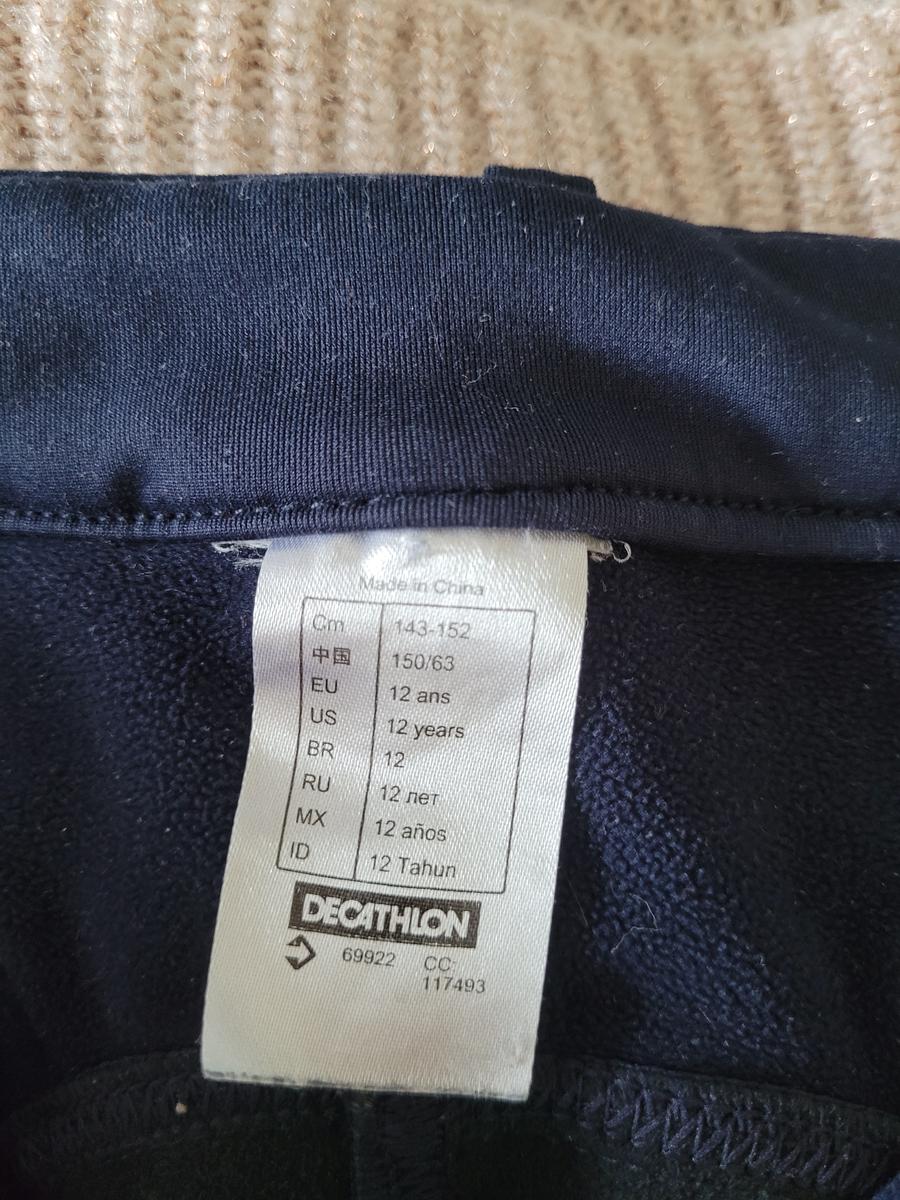 Made in China
Cm 143-152
中国 150/63
EU 12 ans
US 12 years
BR 12
RU 12 лет
MX 12 años
ID 12 Tahun
DECATHLON
69922 CC:
117493